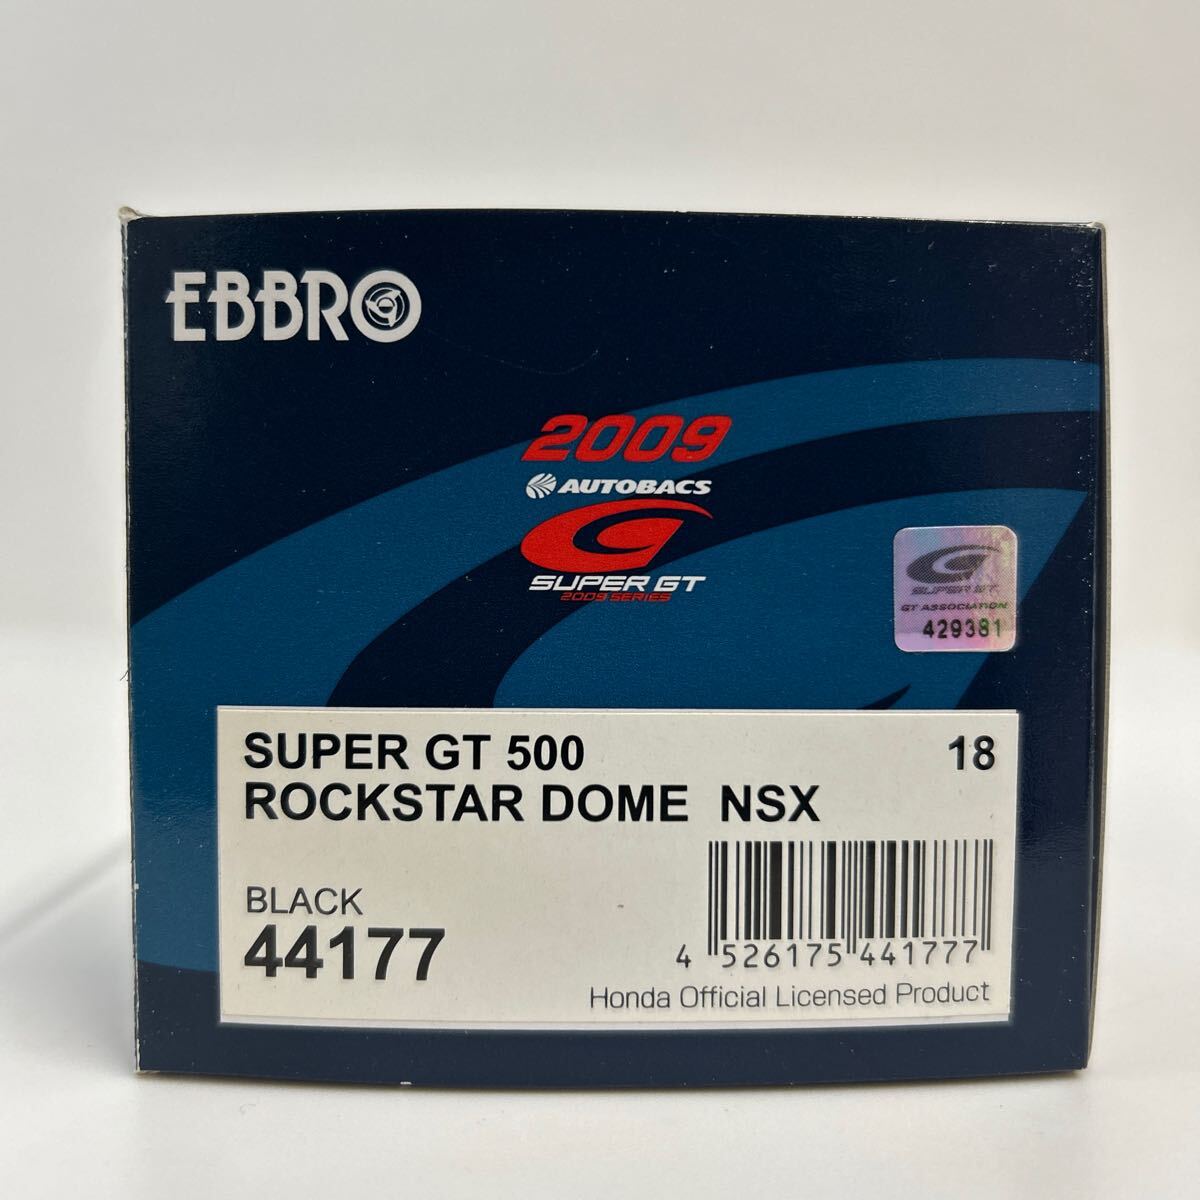 EBBRO
2009
AUTOBACS
SUPER GT
2009 SERIES
SUPER GT
GT ASSOCIATION
429381
SUPER GT 500 18
ROCKSTAR DOME NSX
BLACK
44177
4 526175 441777
Honda Official Licensed Product